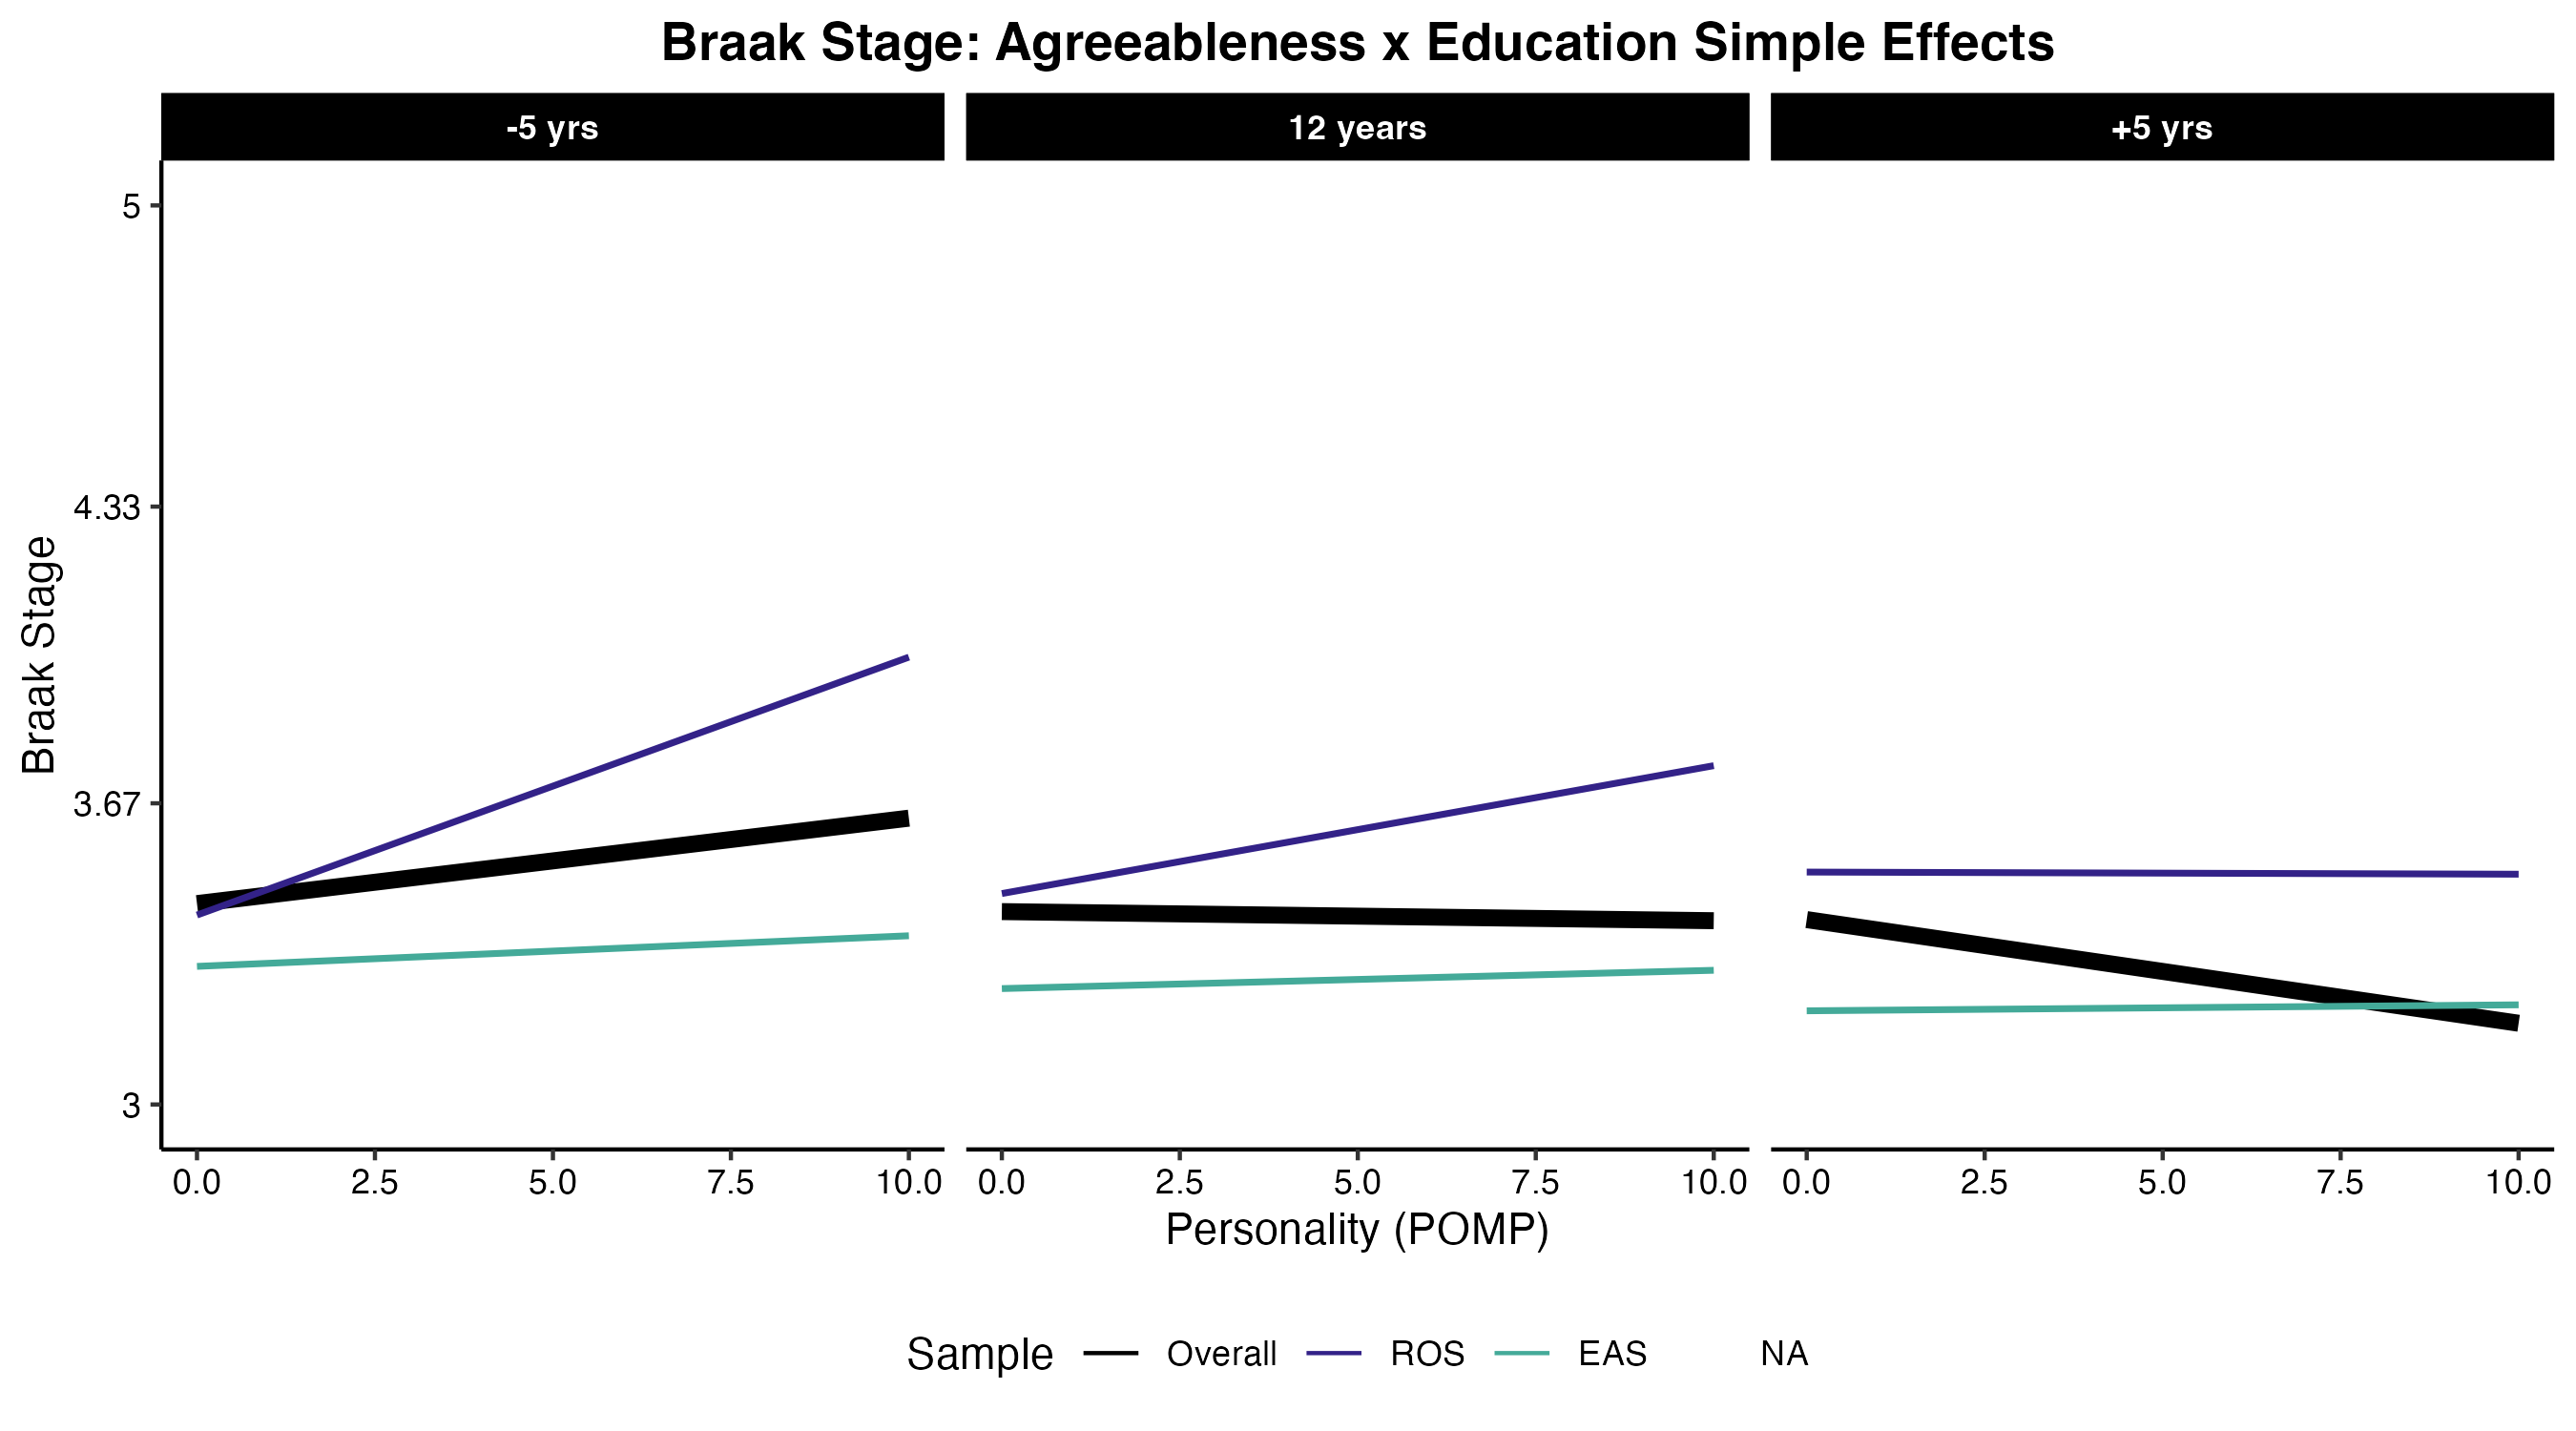 Braak Stage: Agreeableness x Education Simple Effects
-5 yrs 12 years +5 yrs
5
4.33
3.67
3
Braak Stage
0.0 2.5 5.0 7.5 10.0 0.0 2.5 5.0 7.5 10.0 0.0 2.5 5.0 7.5 10.0
Personality (POMP)
Sample Overall ROS EAS NA